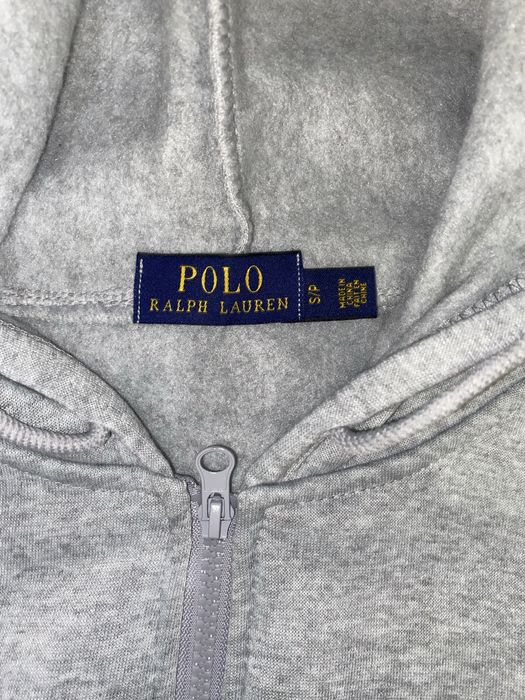 POLO
RALPH LAUREN
S/P
MADE IN
CHINA
FAIT EN
CHINE